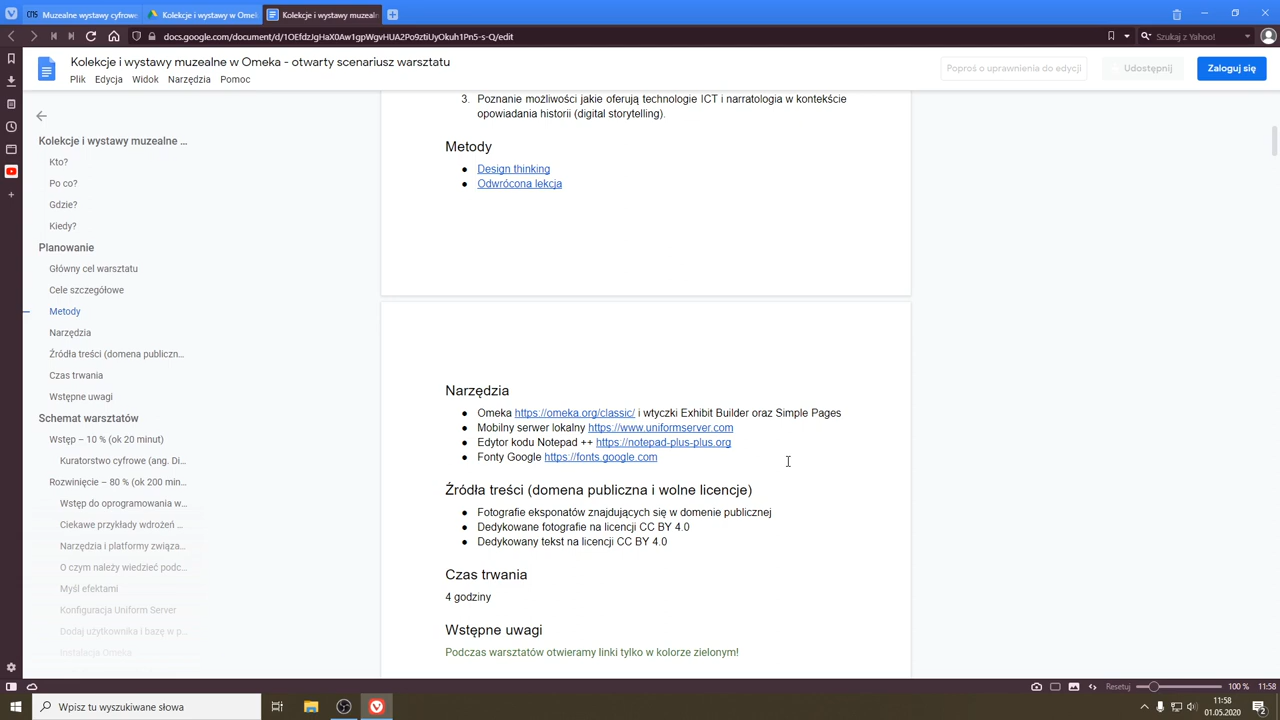 Muzealne wystawy cyfrowe
Kolekcje i wystawy w Ome
Kolekcje i wystawy muzealn
docs.google.com/document/d/1OEfdzJgHaX0Aw1gpWgvHUA2Po9ztiUyOkuh1Pn5-s-Q/edit
Szukaj z Yahoo!
Kolekcje i wystawy muzealne w Omeka - otwarty scenariusz warsztatu
Plik Edycja Widok Narzędzia Pomoc
Poproś o uprawnienia do edycji
Udostępnij
Zaloguj się
Kolekcje i wystawy muzealne ...
Kto?
Po co?
Gdzie?
Kiedy?
Planowanie
Główny cel warsztatu
Cele szczegółowe
Metody
Narzędzia
Źródła treści (domena publiczn...
Czas trwania
Wstępne uwagi
Schemat warsztatów
Wstęp – 10 % (ok 20 minut)
Kuratorstwo cyfrowe (ang. Di...
Rozwinięcie – 80 % (ok 200 min...
Wstęp do oprogramowania w...
Ciekawe przykłady wdrożeń ...
Narzędzia i platformy związa...
O czym należy wiedzieć podc...
Myśl efektami
Konfiguracja Uniform Server
Dodaj użytkownika i bazę w p...
Instalacja Omeka
3. Poznanie możliwości jakie oferują technologie ICT i narratologia w kontekście
opowiadania historii (digital storytelling).
Metody
● Design thinking
● Odwrócona lekcja
Narzędzia
● Omeka https://omeka.org/classic/ i wtyczki Exhibit Builder oraz Simple Pages
● Mobilny serwer lokalny https://www.uniformserver.com
● Edytor kodu Notepad ++ https://notepad-plus-plus.org
● Fonty Google https://fonts.google.com
Źródła treści (domena publiczna i wolne licencje)
● Fotografie eksponatów znajdujących się w domenie publicznej
● Dedykowane fotografie na licencji CC BY 4.0
● Dedykowany tekst na licencji CC BY 4.0
Czas trwania
4 godziny
Wstępne uwagi
Podczas warsztatów otwieramy linki tylko w kolorze zielonym!
Resetuj 100 % 11:58
Wpisz tu wyszukiwane słowa
11:58
01.05.2020
2